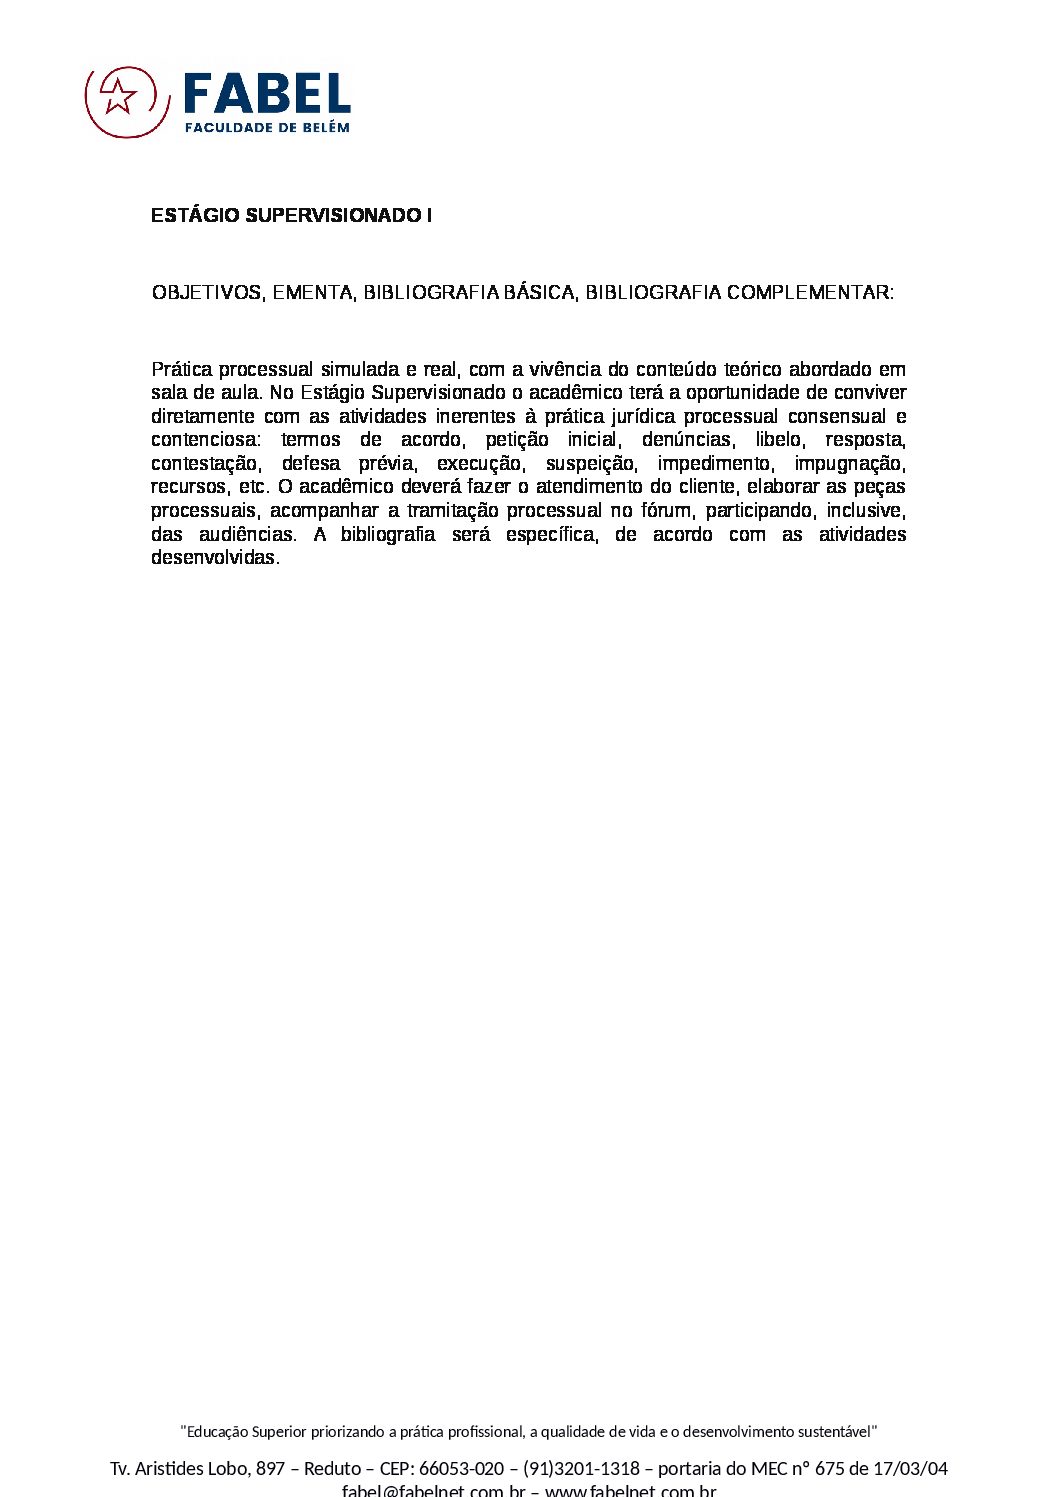 FABEL
FACULDADE DE BELÉM
ESTÁGIO SUPERVISIONADO I
OBJETIVOS, EMENTA, BIBLIOGRAFIA BÁSICA, BIBLIOGRAFIA COMPLEMENTAR:
Prática processual simulada e real, com a vivência do conteúdo teórico abordado em
sala de aula. No Estágio Supervisionado o acadêmico terá a oportunidade de conviver
diretamente com as atividades inerentes à prática jurídica processual consensual e
contenciosa: termos de acordo, petição inicial, denúncias, libelo, resposta,
contestação, defesa prévia, execução, suspeição, impedimento, impugnação,
recursos, etc. O acadêmico deverá fazer o atendimento do cliente, elaborar as peças
processuais, acompanhar a tramitação processual no fórum, participando, inclusive,
das audiências. A bibliografia será específica, de acordo com as atividades
desenvolvidas.
"Educação Superior priorizando a prática profissional, a qualidade de vida e o desenvolvimento sustentável"
Tv. Aristides Lobo, 897 – Reduto – CEP: 66053-020 – (91)3201-1318 – portaria do MEC nº 675 de 17/03/04
fabel@fabelnet.com.br – www.fabelnet.com.br